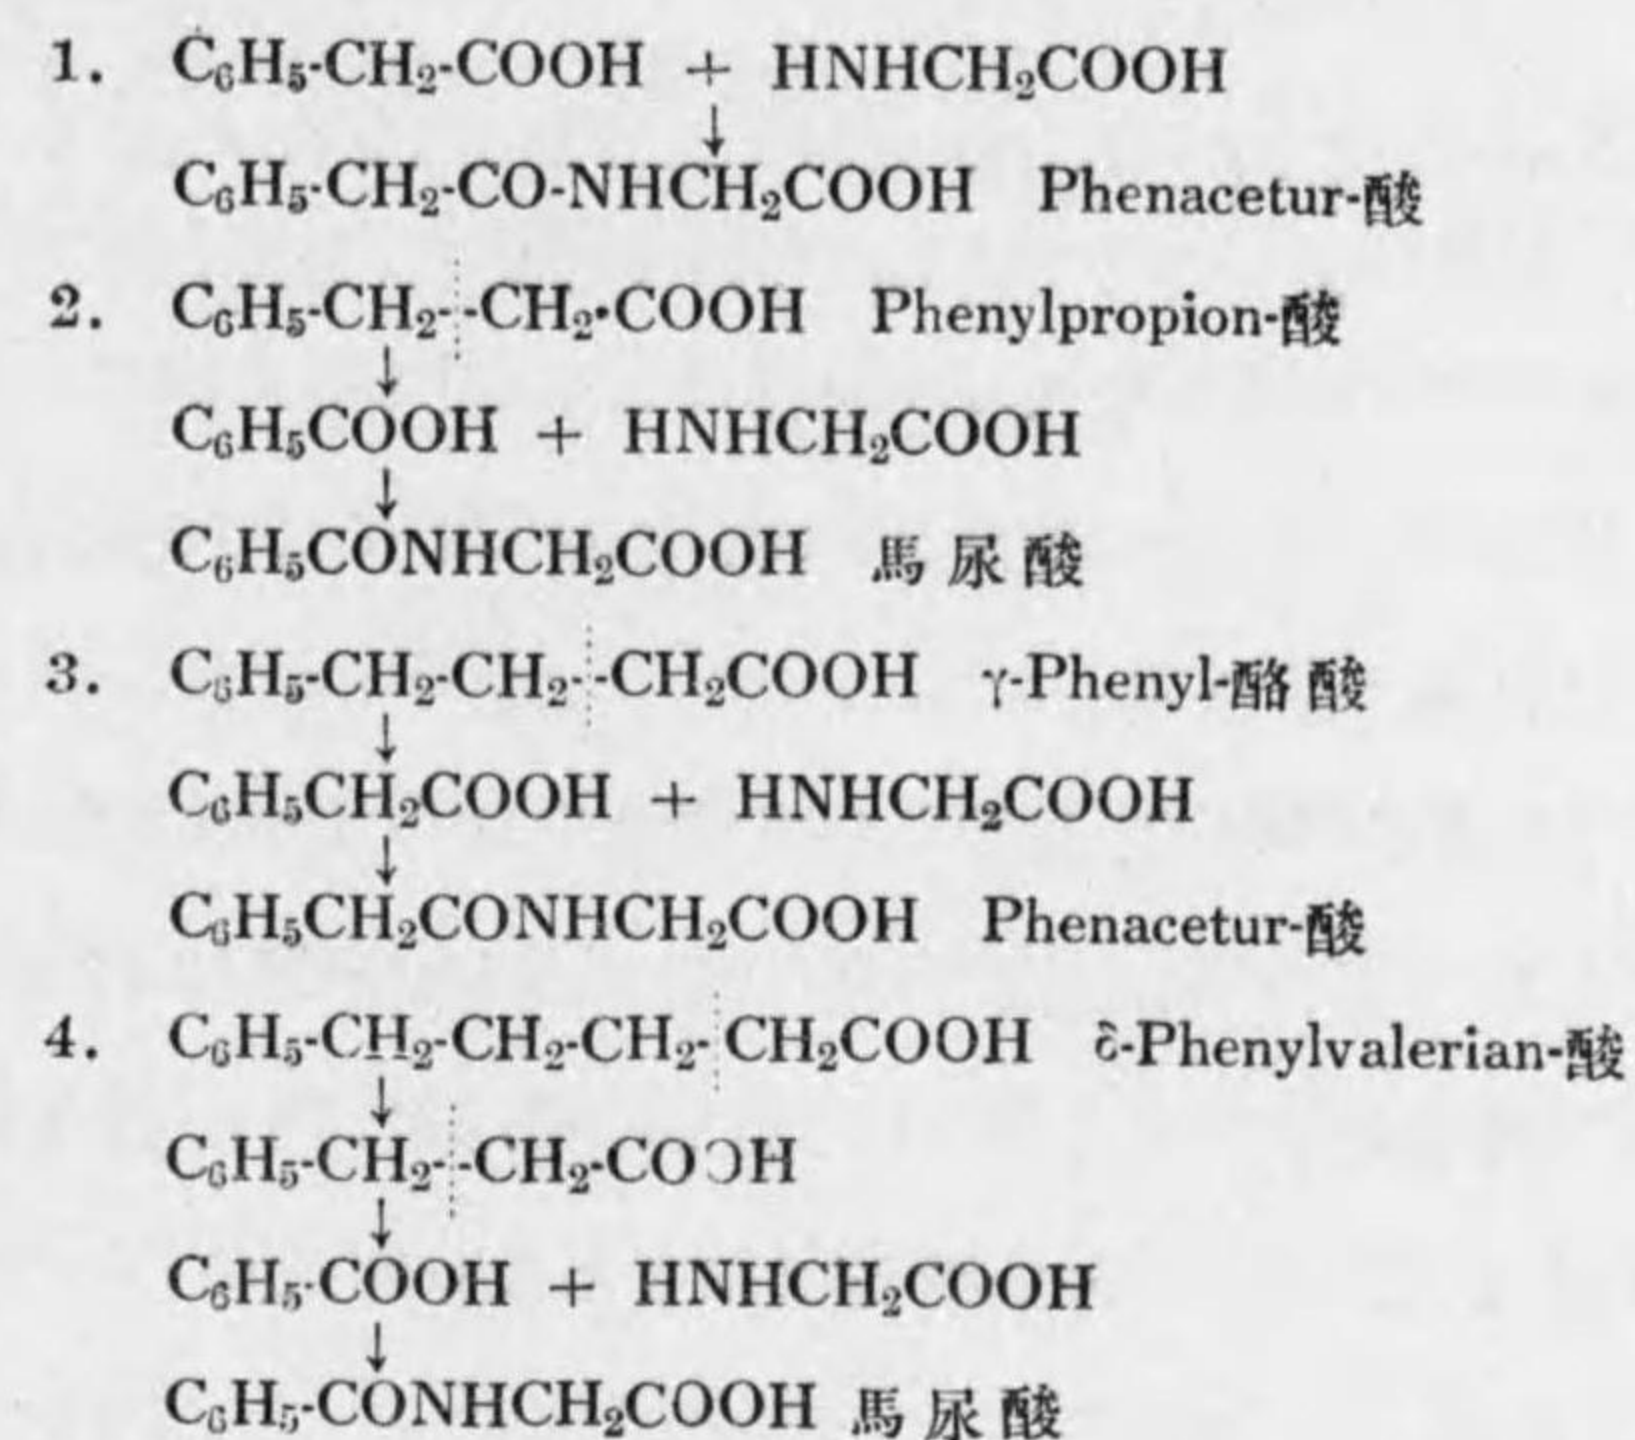 1. C₆H₅-CH₂-COOH + HNHCH₂COOH
↓
C₆H₅-CH₂-CO-NHCH₂COOH Phenacetur-酸
2. C₆H₅-CH₂--CH₂·COOH Phenylpropion-酸
↓
C₆H₅COOH + HNHCH₂COOH
↓
C₆H₅CONHCH₂COOH 馬尿酸
3. C₆H₅-CH₂-CH₂--CH₂COOH γ-Phenyl-酪酸
↓
C₆H₅CH₂COOH + HNHCH₂COOH
↓
C₆H₅CH₂CONHCH₂COOH Phenacetur-酸
4. C₆H₅-CH₂-CH₂-CH₂-CH₂COOH δ-Phenylvalerian-酸
↓
C₆H₅-CH₂--CH₂-COOH
↓
C₆H₅·COOH + HNHCH₂COOH
↓
C₆H₅-CONHCH₂COOH 馬尿酸